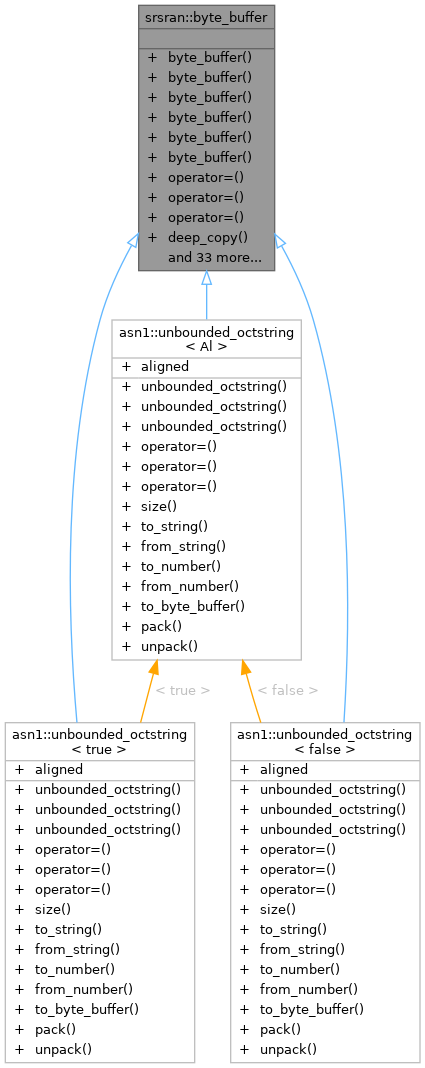 srsran::byte_buffer
+ byte_buffer()
+ byte_buffer()
+ byte_buffer()
+ byte_buffer()
+ byte_buffer()
+ byte_buffer()
+ operator=()
+ operator=()
+ operator=()
+ deep_copy()
and 33 more...
asn1::unbounded_octstring
< Al >
+ aligned
+ unbounded_octstring()
+ unbounded_octstring()
+ unbounded_octstring()
+ operator=()
+ operator=()
+ operator=()
+ size()
+ to_string()
+ from_string()
+ to_number()
+ from_number()
+ to_byte_buffer()
+ pack()
+ unpack()
< true >
< false >
asn1::unbounded_octstring
< true >
+ aligned
+ unbounded_octstring()
+ unbounded_octstring()
+ unbounded_octstring()
+ operator=()
+ operator=()
+ operator=()
+ size()
+ to_string()
+ from_string()
+ to_number()
+ from_number()
+ to_byte_buffer()
+ pack()
+ unpack()
asn1::unbounded_octstring
< false >
+ aligned
+ unbounded_octstring()
+ unbounded_octstring()
+ unbounded_octstring()
+ operator=()
+ operator=()
+ operator=()
+ size()
+ to_string()
+ from_string()
+ to_number()
+ from_number()
+ to_byte_buffer()
+ pack()
+ unpack()